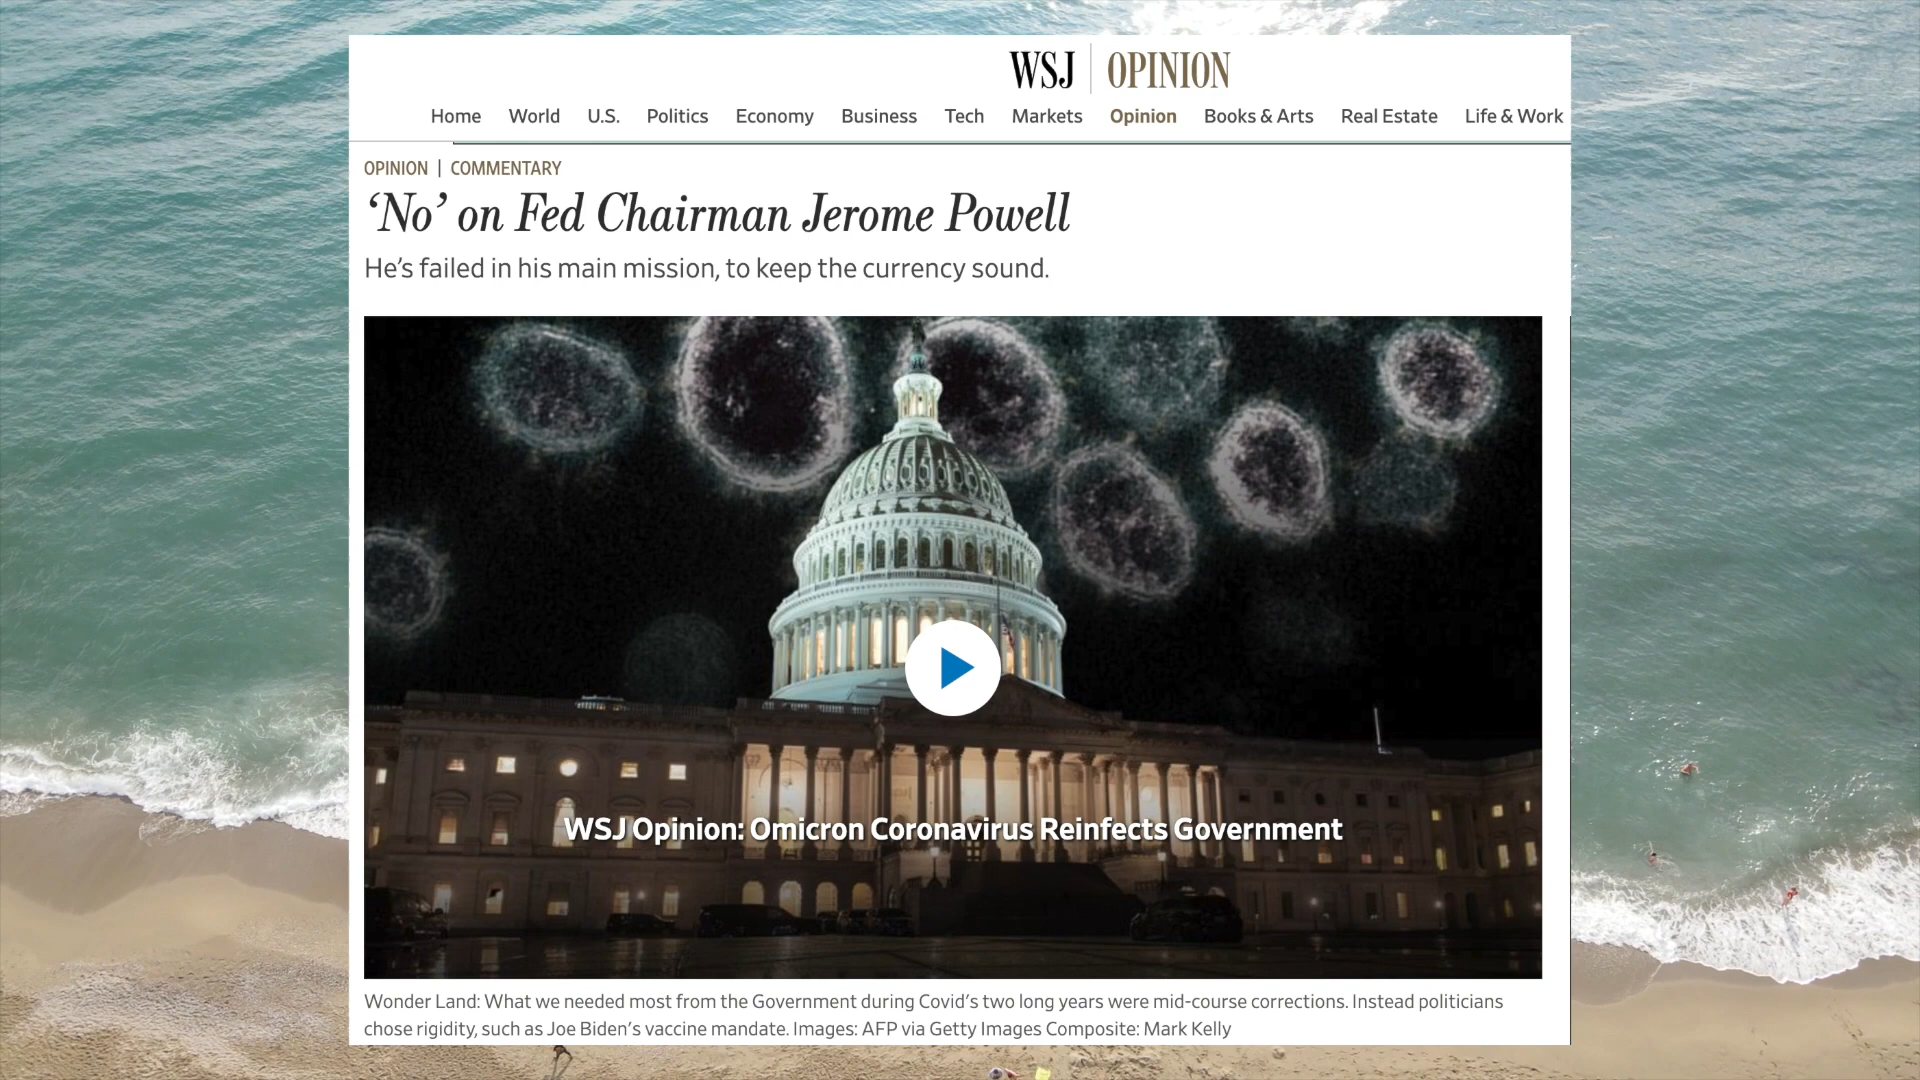 WSJ OPINION
Home World U.S. Politics Economy Business Tech Markets Opinion Books & Arts Real Estate Life & Work
OPINION | COMMENTARY
‘No’ on Fed Chairman Jerome Powell
He’s failed in his main mission, to keep the currency sound.
WSJ Opinion: Omicron Coronavirus Reinfects Government
Wonder Land: What we needed most from the Government during Covid’s two long years were mid-course corrections. Instead politicians
chose rigidity, such as Joe Biden’s vaccine mandate. Images: AFP via Getty Images Composite: Mark Kelly